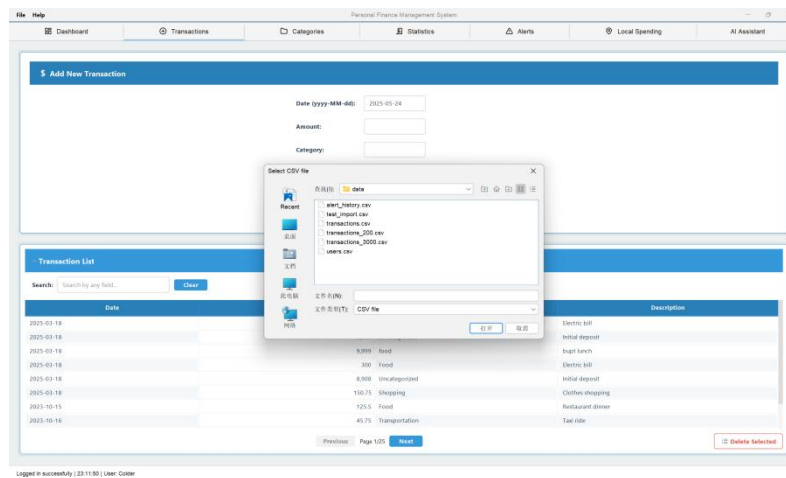 File Help
Personal Finance Management System
Dashboard Transactions Categories Statistics Alerts Local Spending AI Assistant
$ Add New Transaction
Date (yyyy-MM-dd): 2025-05-24
Amount:
Category:
Select CSV file
查找(I): data
Recent
桌面
文档
此电脑
网络
alert_history.csv
test_import.csv
transactions.csv
transactions_200.csv
transactions_3000.csv
users.csv
文件名(N):
文件类型(T): CSV file
打开 取消
Transaction List
Search: Search by any field... Clear
Date Description
2025-03-18 Electric bill
2025-03-18 Initial deposit
2025-03-18 9,999 food bupt lunch
2025-03-18 300 Food Electric bill
2025-03-18 8,000 Uncategorized Initial deposit
2025-03-18 150.75 Shopping Clothes shopping
2023-10-15 125.5 Food Restaurant dinner
2023-10-16 45.75 Transportation Taxi ride
Previous Page 1/25 Next
Delete Selected
Logged in successfully | 23:11:50 | User: Colder